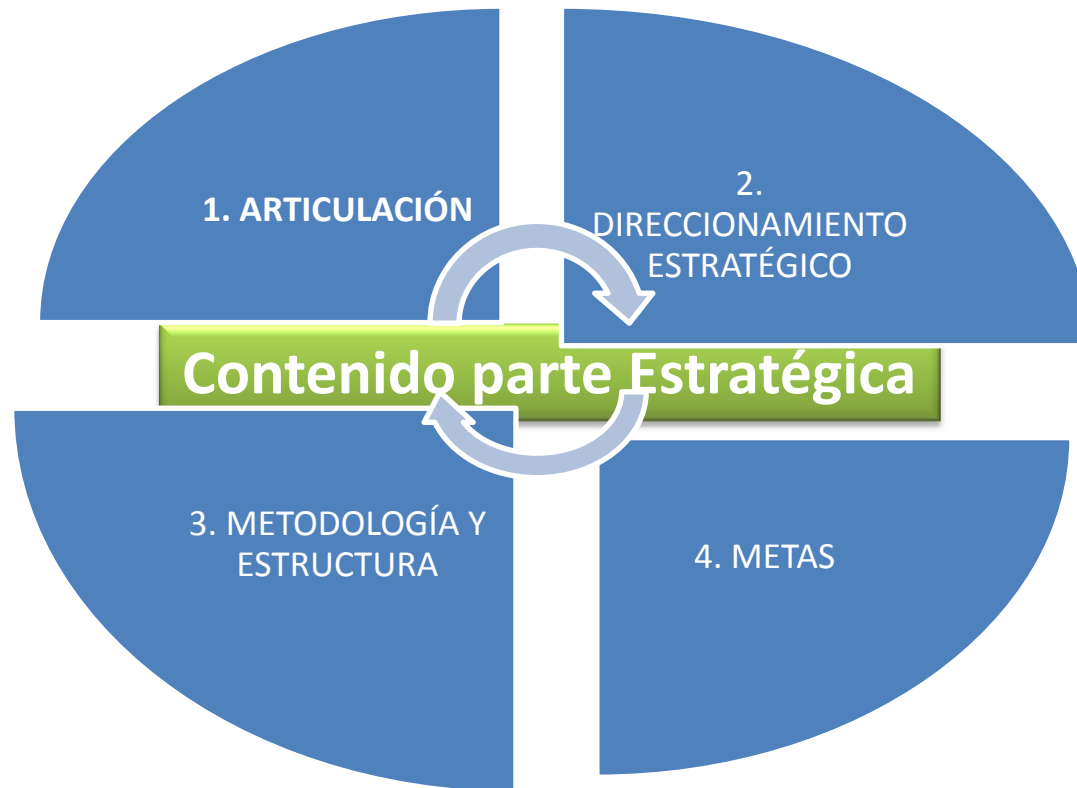 1. ARTICULACIÓN
2.
DIRECCIONAMIENTO
ESTRATÉGICO
Contenido parte Estratégica
3. METODOLOGÍA Y
ESTRUCTURA
4. METAS